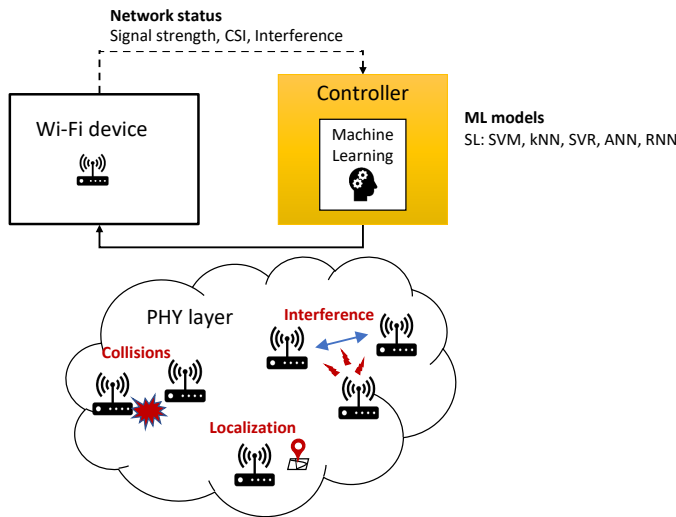 Network status
Signal strength, CSI, Interference
Controller
Wi-Fi device
Machine
Learning
ML models
SL: SVM, kNN, SVR, ANN, RNN
PHY layer
Interference
Collisions
Localization